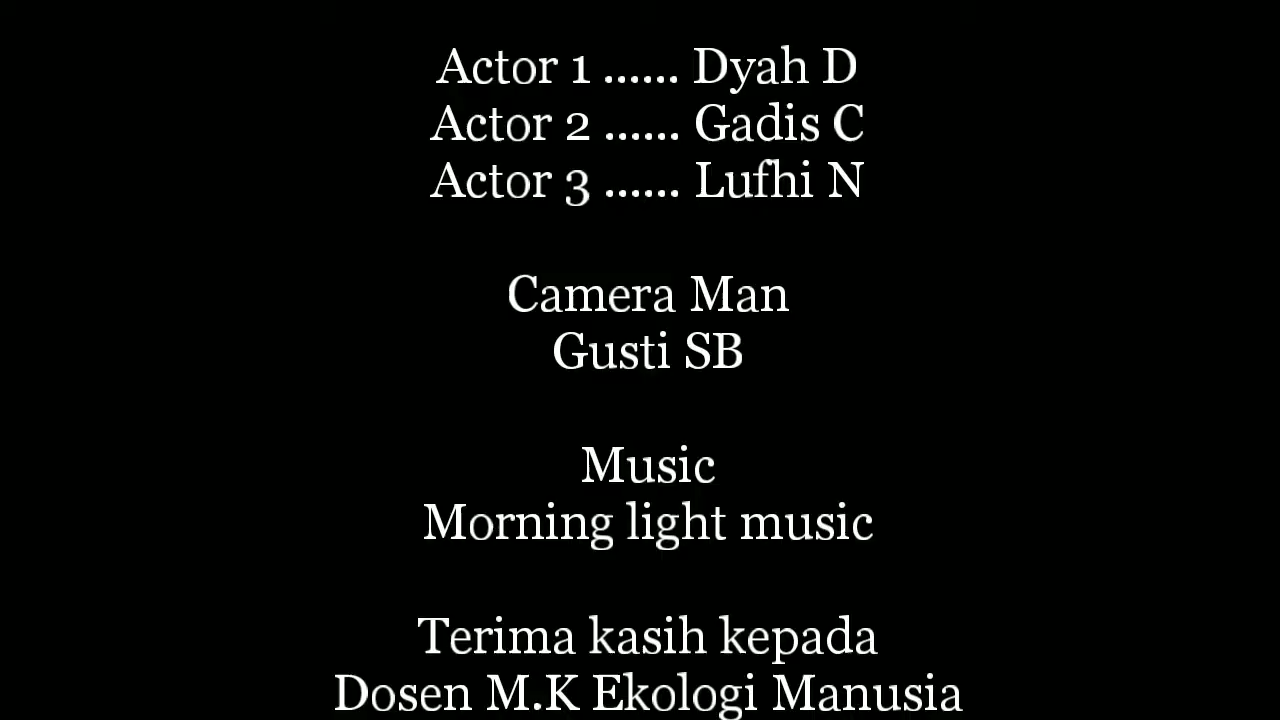 Actor 1 ...... Dyah D
Actor 2 ...... Gadis C
Actor 3 ...... Lufhi N
Camera Man
Gusti SB
Music
Morning light music
Terima kasih kepada
Dosen M.K Ekologi Manusia